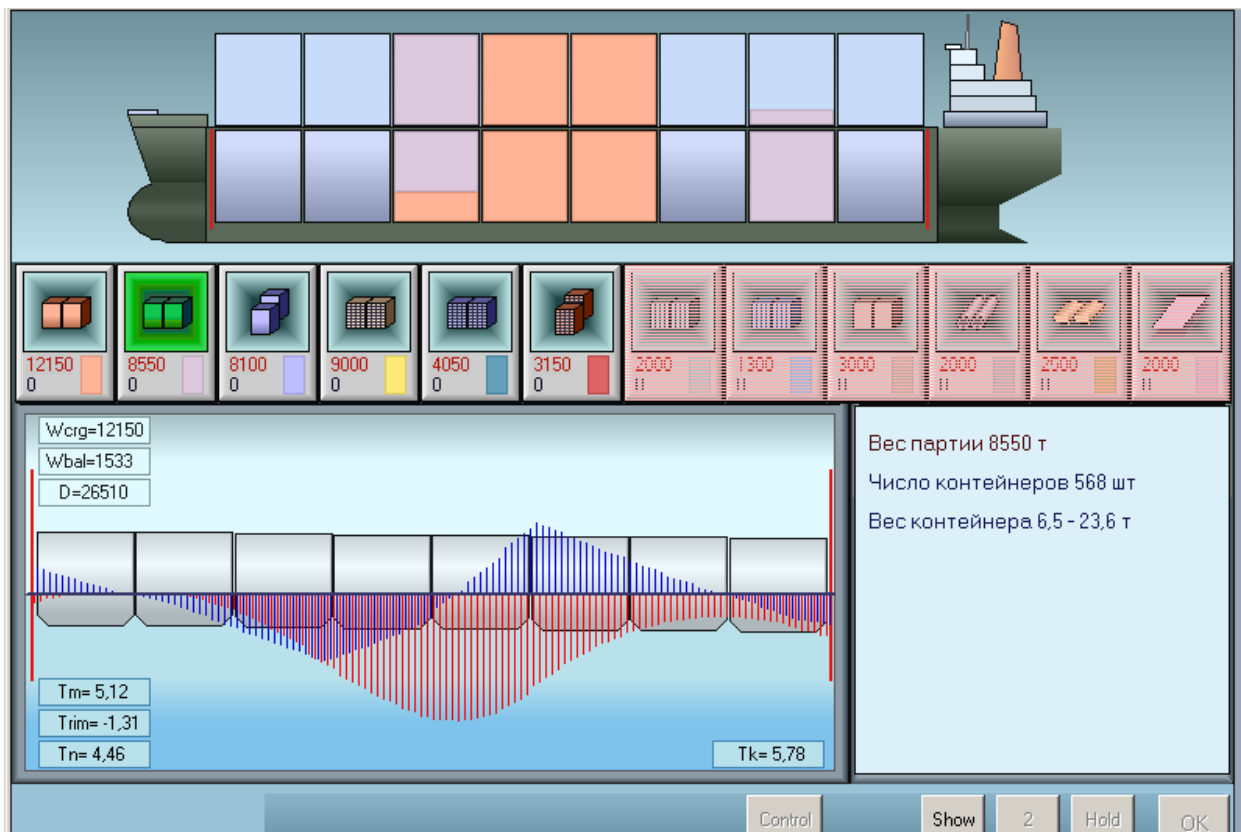 12150
0
8550
0
8100
0
9000
0
4050
0
3150
0
2000
1300
3000
2000
2500
2000
Wcrg=12150
Wbal=1533
D=26510
Tm= 5,12
Trim= -1,31
Tn= 4,46
Tk= 5,78
Вес партии 8550 т
Число контейнеров 568 шт
Вес контейнера 6,5 - 23,6 т
Control
Show
2
Hold
OK